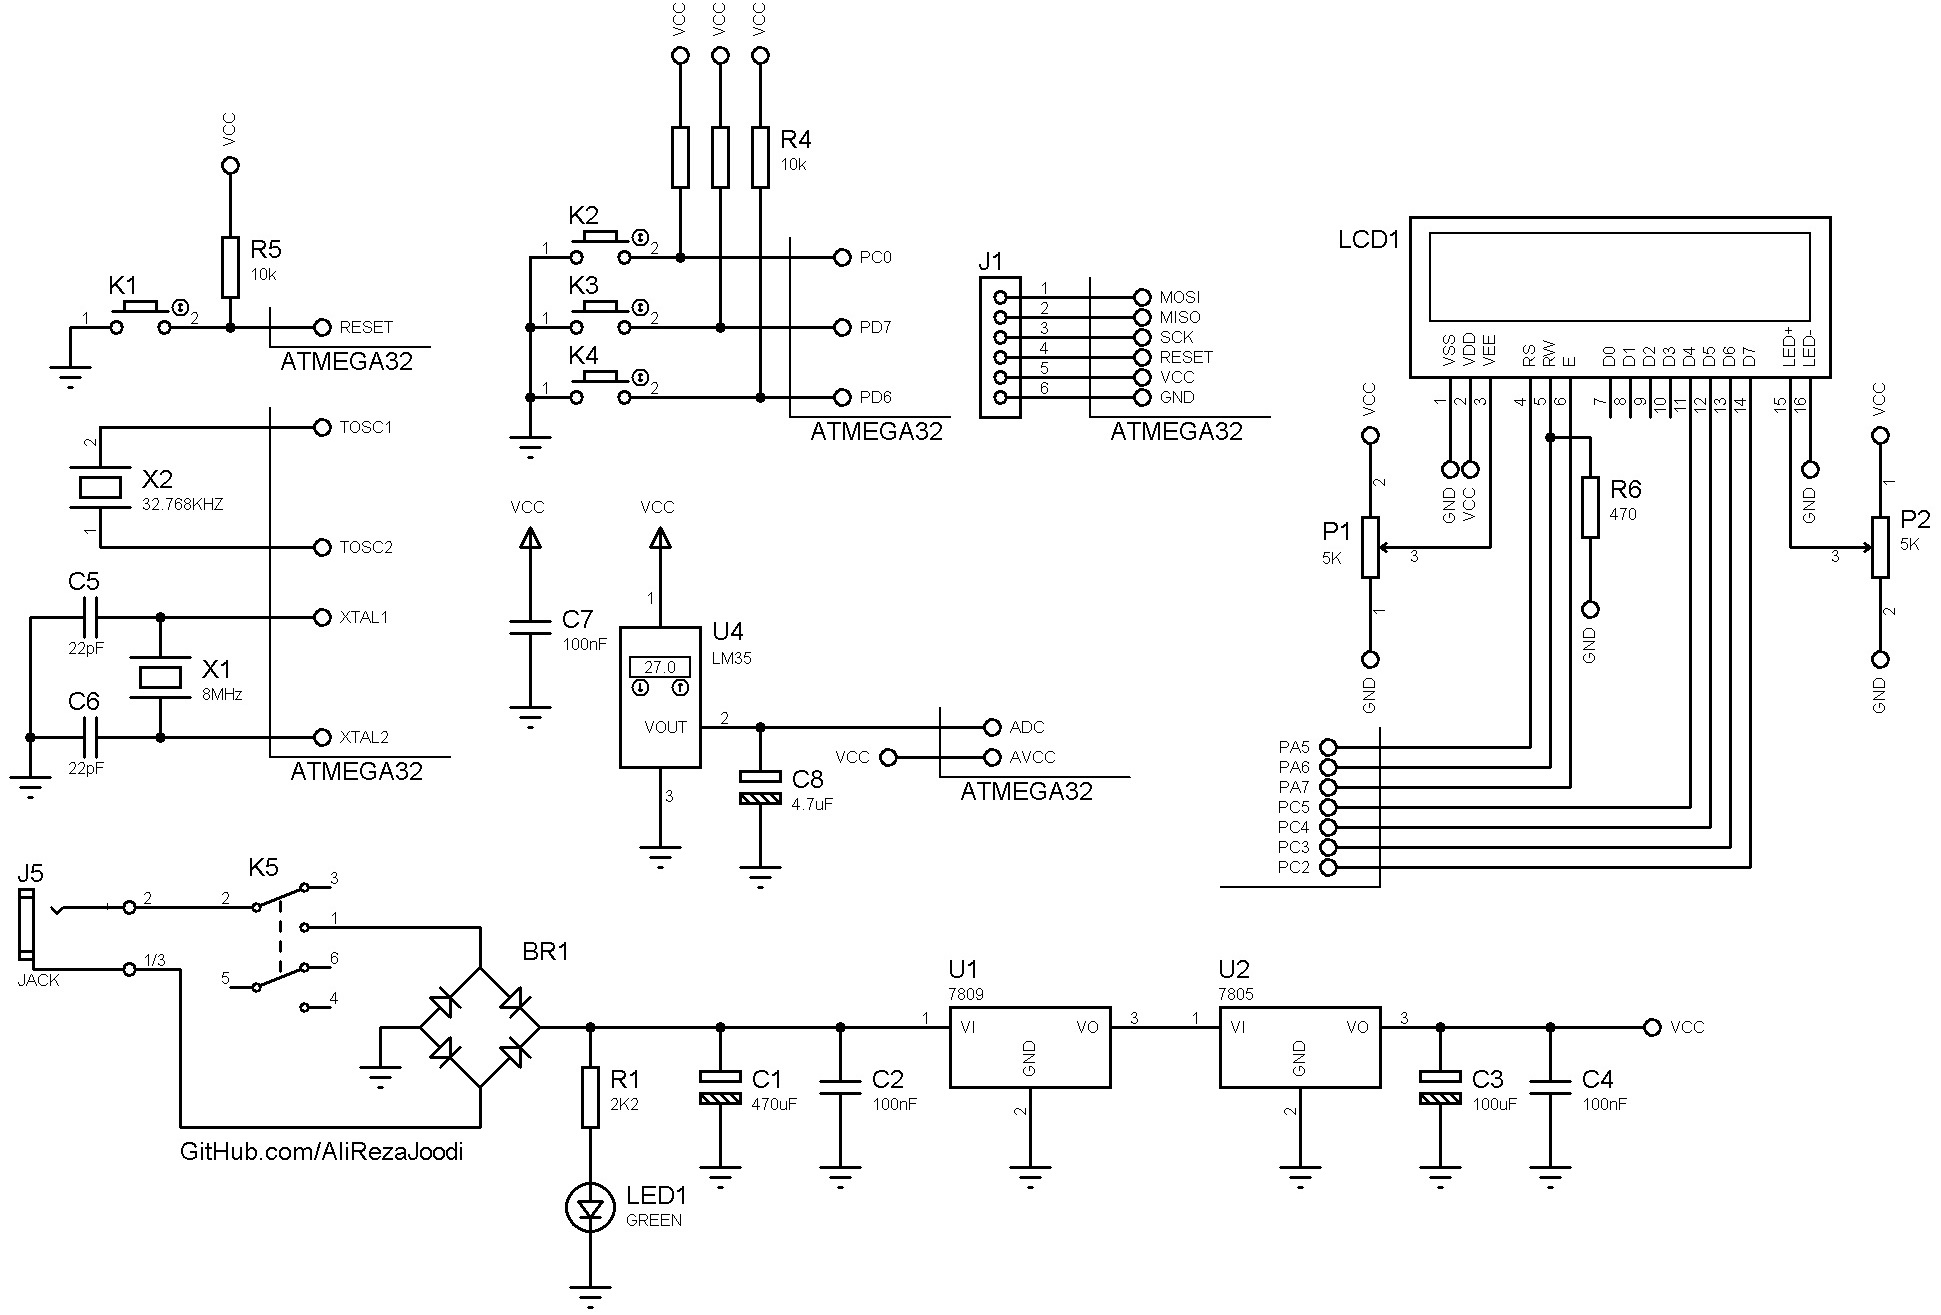 VCC
R5
10k
K1
1
2
RESET
ATMEGA32
VCC
VCC
VCC
R4
10k
K2
1
2
PC0
K3
1
2
PD7
K4
1
2
PD6
ATMEGA32
J1
1
MOSI
2
MISO
3
SCK
4
RESET
5
VCC
6
GND
ATMEGA32
LCD1
VSS
VDD
VEE
RS
RW
E
D0
D1
D2
D3
D4
D5
D6
D7
LED+
LED-
1
2
3
4
5
6
7
8
9
10
11
12
13
14
15
16
GND
VCC
GND
VCC
2
P1
5K
3
1
GND
R6
470
GND
VCC
1
P2
5K
3
2
GND
PA5
PA6
PA7
PC5
PC4
PC3
PC2
TOSC1
2
X2
32.768KHZ
1
TOSC2
C5
22pF
XTAL1
X1
8MHz
C6
22pF
XTAL2
ATMEGA32
VCC
C7
100nF
VCC
1
U4
LM35
27.0
VOUT
2
3
C8
4.7uF
ADC
VCC
AVCC
ATMEGA32
J5
JACK
2
1/3
K5
2
3
1
5
6
4
BR1
GitHub.com/AliRezaJoodi
R1
2K2
LED1
GREEN
C1
470uF
C2
100nF
U1
7809
1
VI
VO
3
GND
2
U2
7805
1
VI
VO
3
GND
2
C3
100uF
C4
100nF
VCC